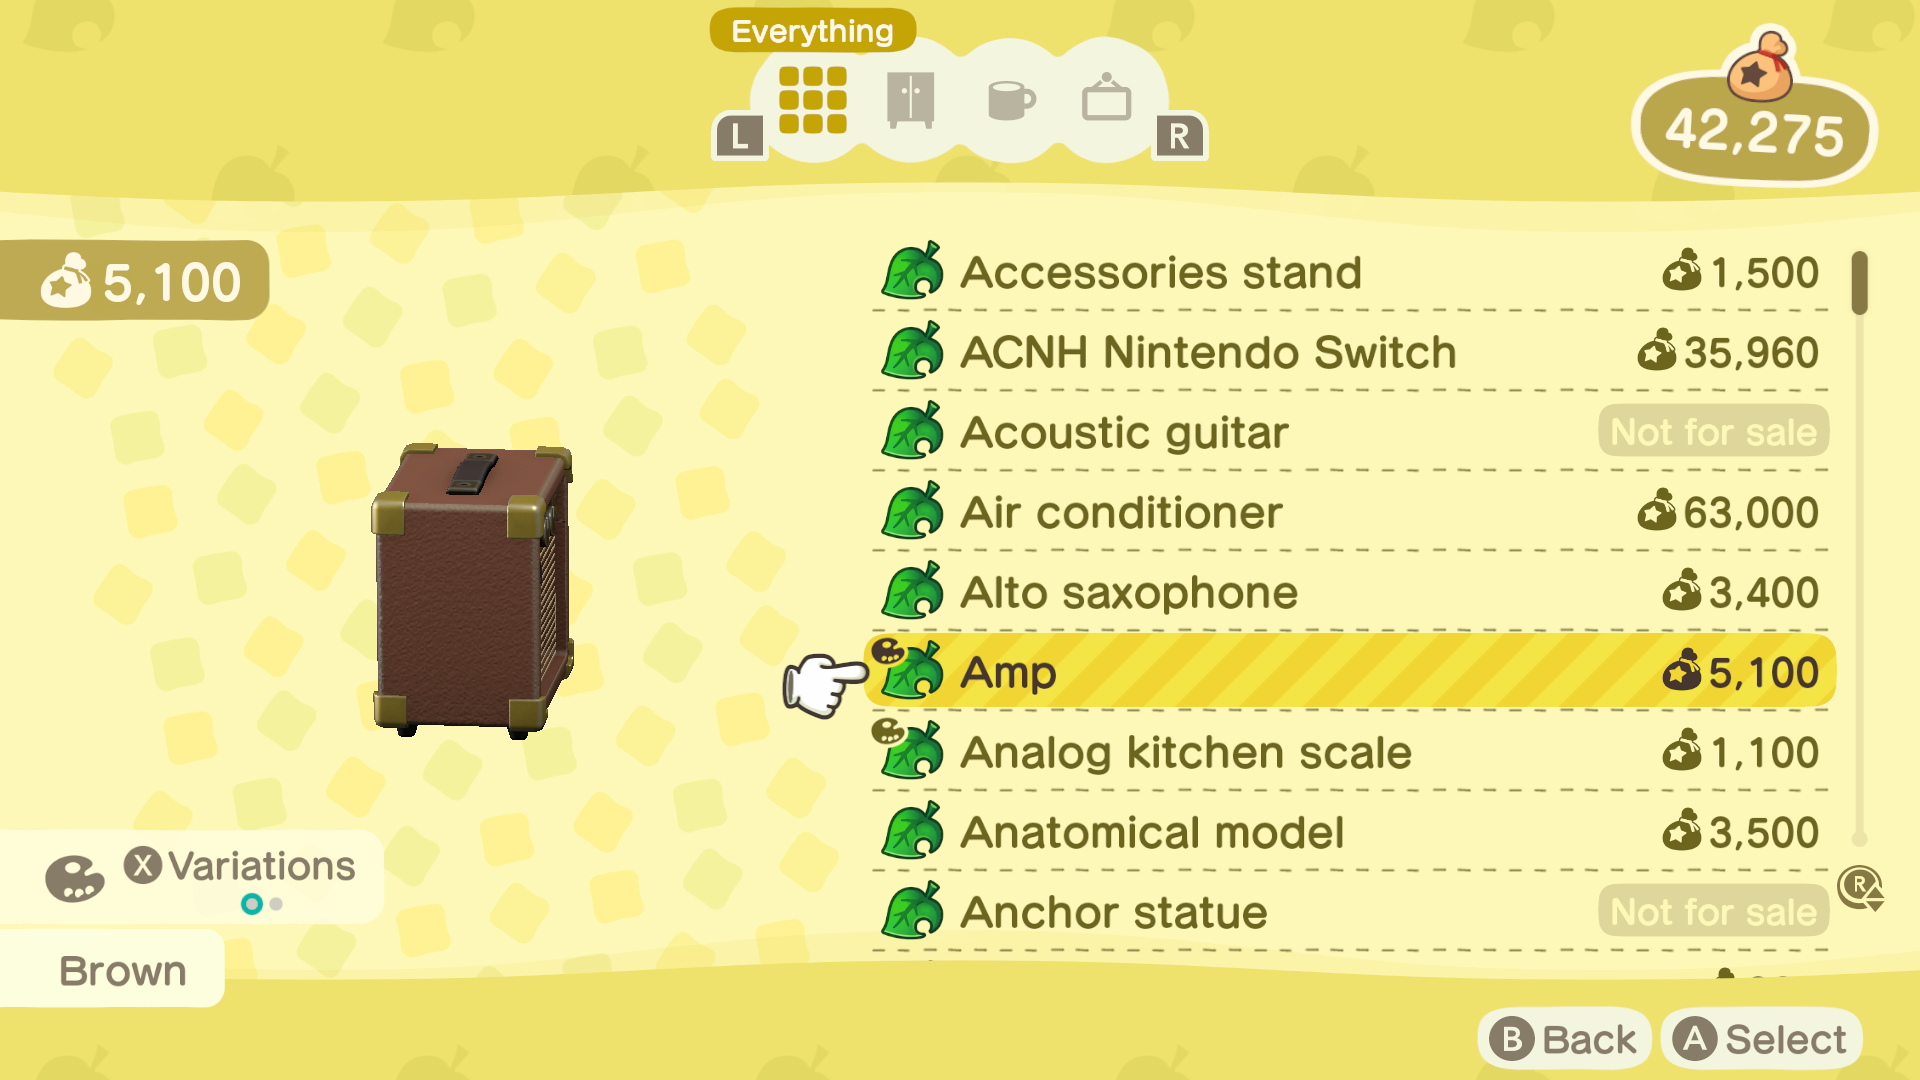 Everything
L
R
42,275
5,100
Accessories stand 1,500
ACNH Nintendo Switch 35,960
Acoustic guitar Not for sale
Air conditioner 63,000
Alto saxophone 3,400
Amp 5,100
Analog kitchen scale 1,100
Anatomical model 3,500
Anchor statue Not for sale
R
X Variations
Brown
B Back
A Select